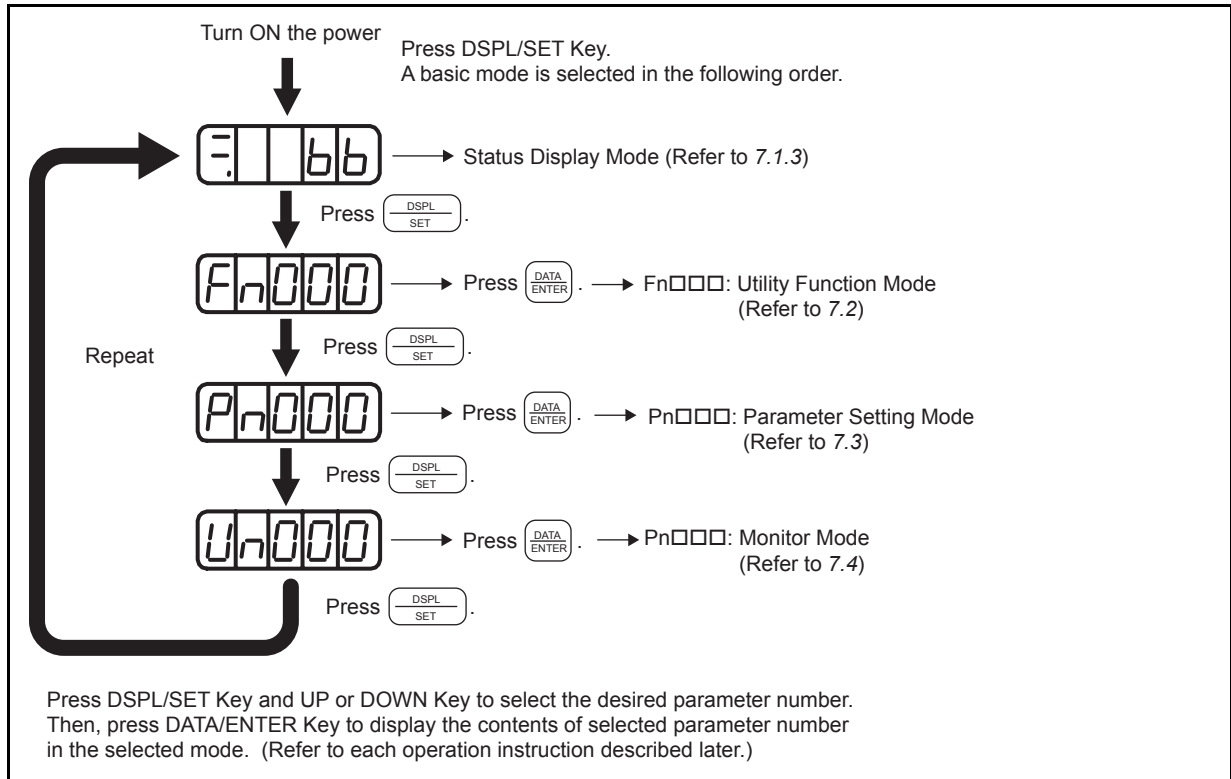 Turn ON the power
Press DSPL/SET Key.
A basic mode is selected in the following order.
bb
Status Display Mode (Refer to 7.1.3)
Press DSPL/SET.
Fn000
Press DATA/ENTER.
Fn□□□: Utility Function Mode
(Refer to 7.2)
Press DSPL/SET.
Repeat
Pn000
Press DATA/ENTER.
Pn□□□: Parameter Setting Mode
(Refer to 7.3)
Press DSPL/SET.
Un000
Press DATA/ENTER.
Pn□□□: Monitor Mode
(Refer to 7.4)
Press DSPL/SET.
Press DSPL/SET Key and UP or DOWN Key to select the desired parameter number.
Then, press DATA/ENTER Key to display the contents of selected parameter number
in the selected mode. (Refer to each operation instruction described later.)